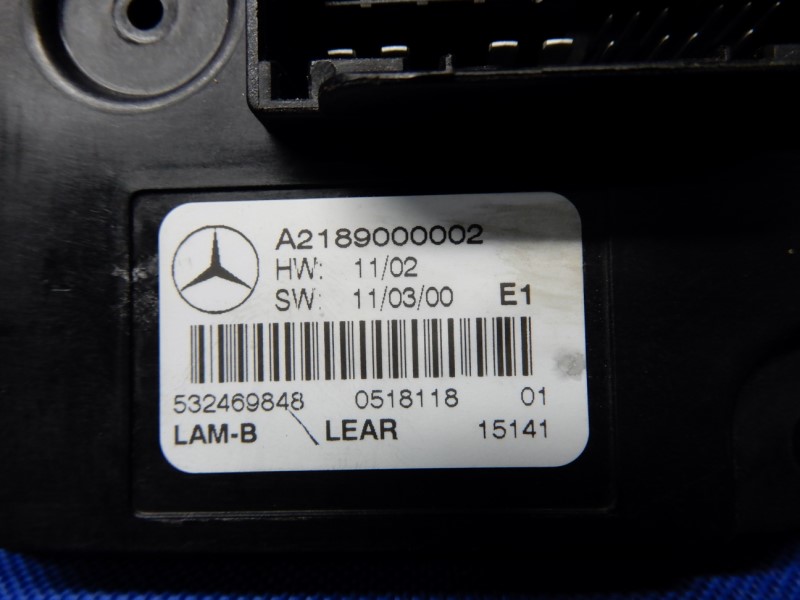 A2189000002
HW: 11/02
SW: 11/03/00 E1
532469848 0518118 01
LAM-B LEAR 15141